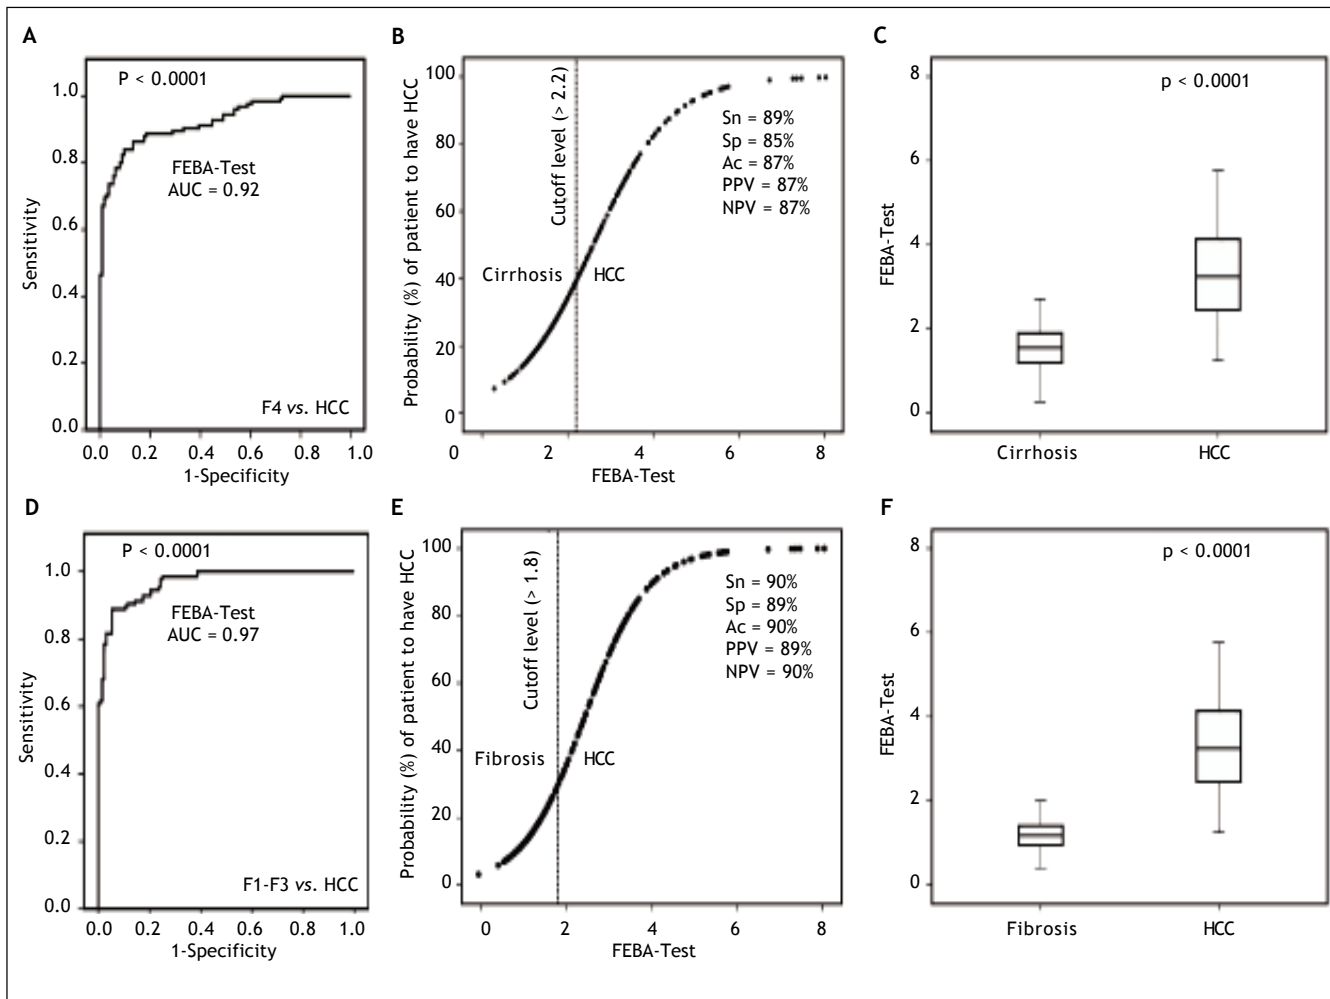 A
P < 0.0001
1.0
0.8
0.6
0.4
0.2
0.0
Sensitivity
FEBA-Test
AUC = 0.92
F4 vs. HCC
0.0 0.2 0.4 0.6 0.8 1.0
1-Specificity
B
Probability (%) of patient to have HCC
100
80
60
40
20
0
Cutoff level (> 2.2)
Sn = 89%
Sp = 85%
Ac = 87%
PPV = 87%
NPV = 87%
Cirrhosis
HCC
0 2 4 6 8
FEBA-Test
C
p < 0.0001
8
6
4
2
0
FEBA-Test
Cirrhosis
HCC
D
P < 0.0001
1.0
0.8
0.6
0.4
0.2
0.0
Sensitivity
FEBA-Test
AUC = 0.97
F1-F3 vs. HCC
0.0 0.2 0.4 0.6 0.8 1.0
1-Specificity
E
Probability (%) of patient to have HCC
100
80
60
40
20
0
Cutoff level (> 1.8)
Sn = 90%
Sp = 89%
Ac = 90%
PPV = 89%
NPV = 90%
Fibrosis
HCC
0 2 4 6 8
FEBA-Test
F
p < 0.0001
8
6
4
2
0
FEBA-Test
Fibrosis
HCC